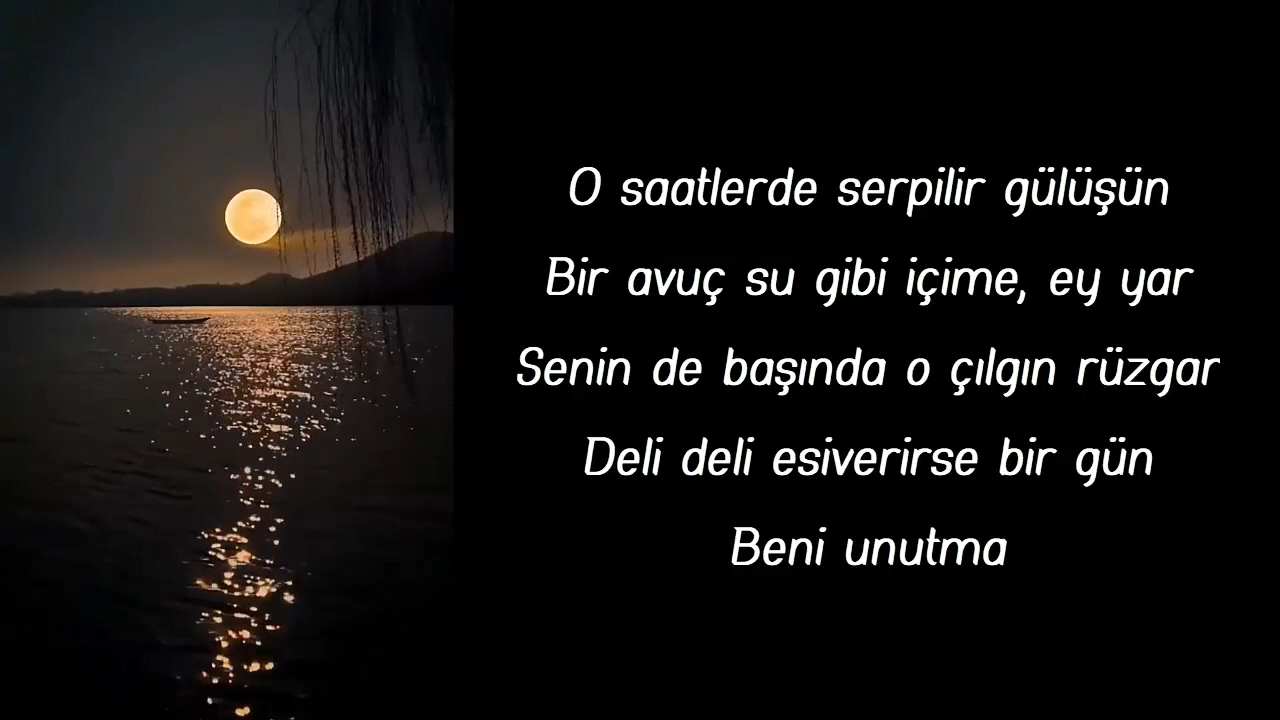 O saatlerde serpilir gülüşün
Bir avuç su gibi içime, ey yar
Senin de başında o çılgın rüzgar
Deli deli esiverirse bir gün
Beni unutma